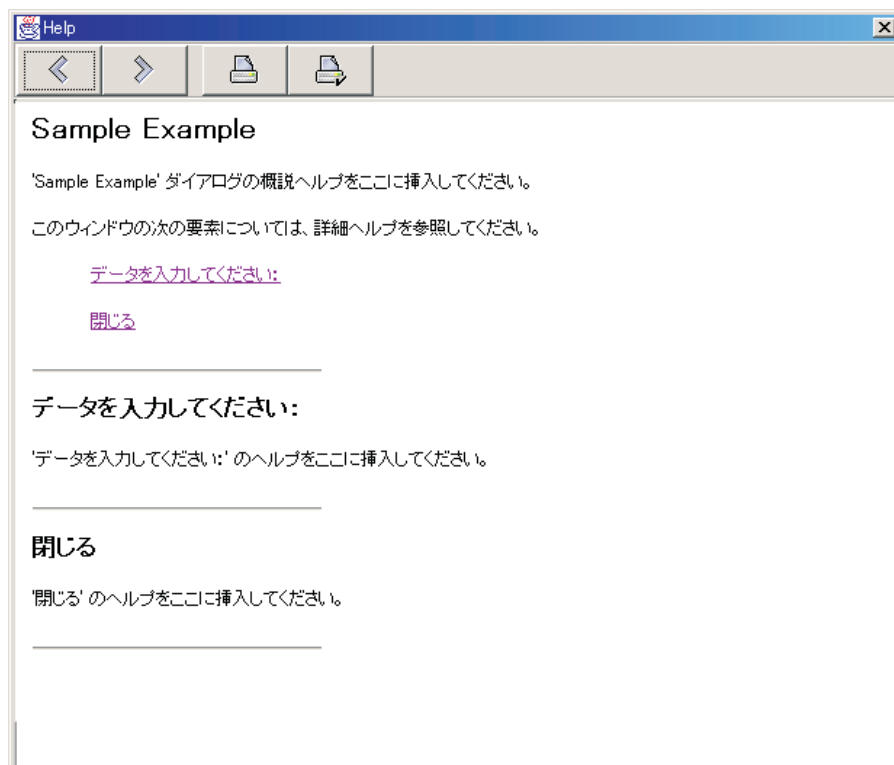 Help
Sample Example
'Sample Example' ダイアログの概説ヘルプをここに挿入してください。
このウィンドウの次の要素については、詳細ヘルプを参照してください。
データを入力してください:
閉じる
データを入力してください:
'データを入力してください:' のヘルプをここに挿入してください。
閉じる
'閉じる' のヘルプをここに挿入してください。